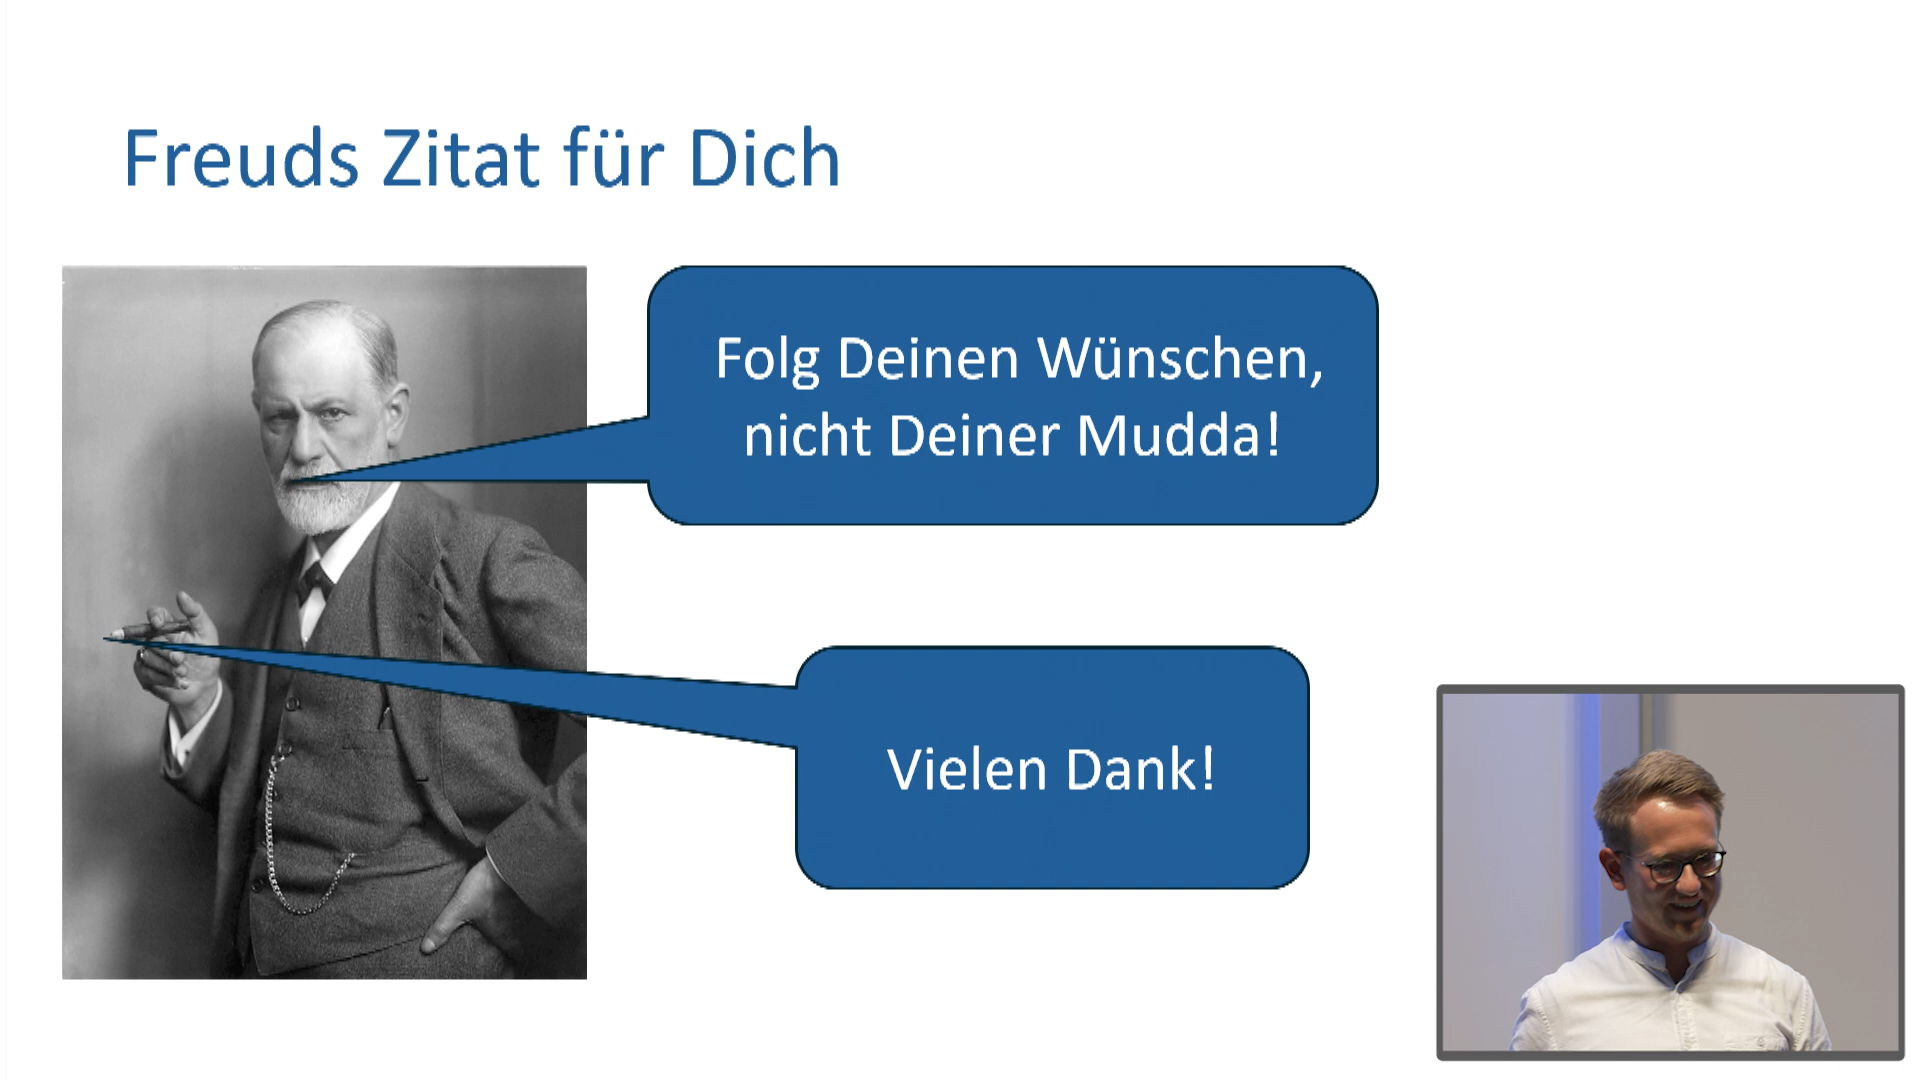 Freuds Zitat für Dich
Folg Deinen Wünschen,
nicht Deiner Mudda!
Vielen Dank!